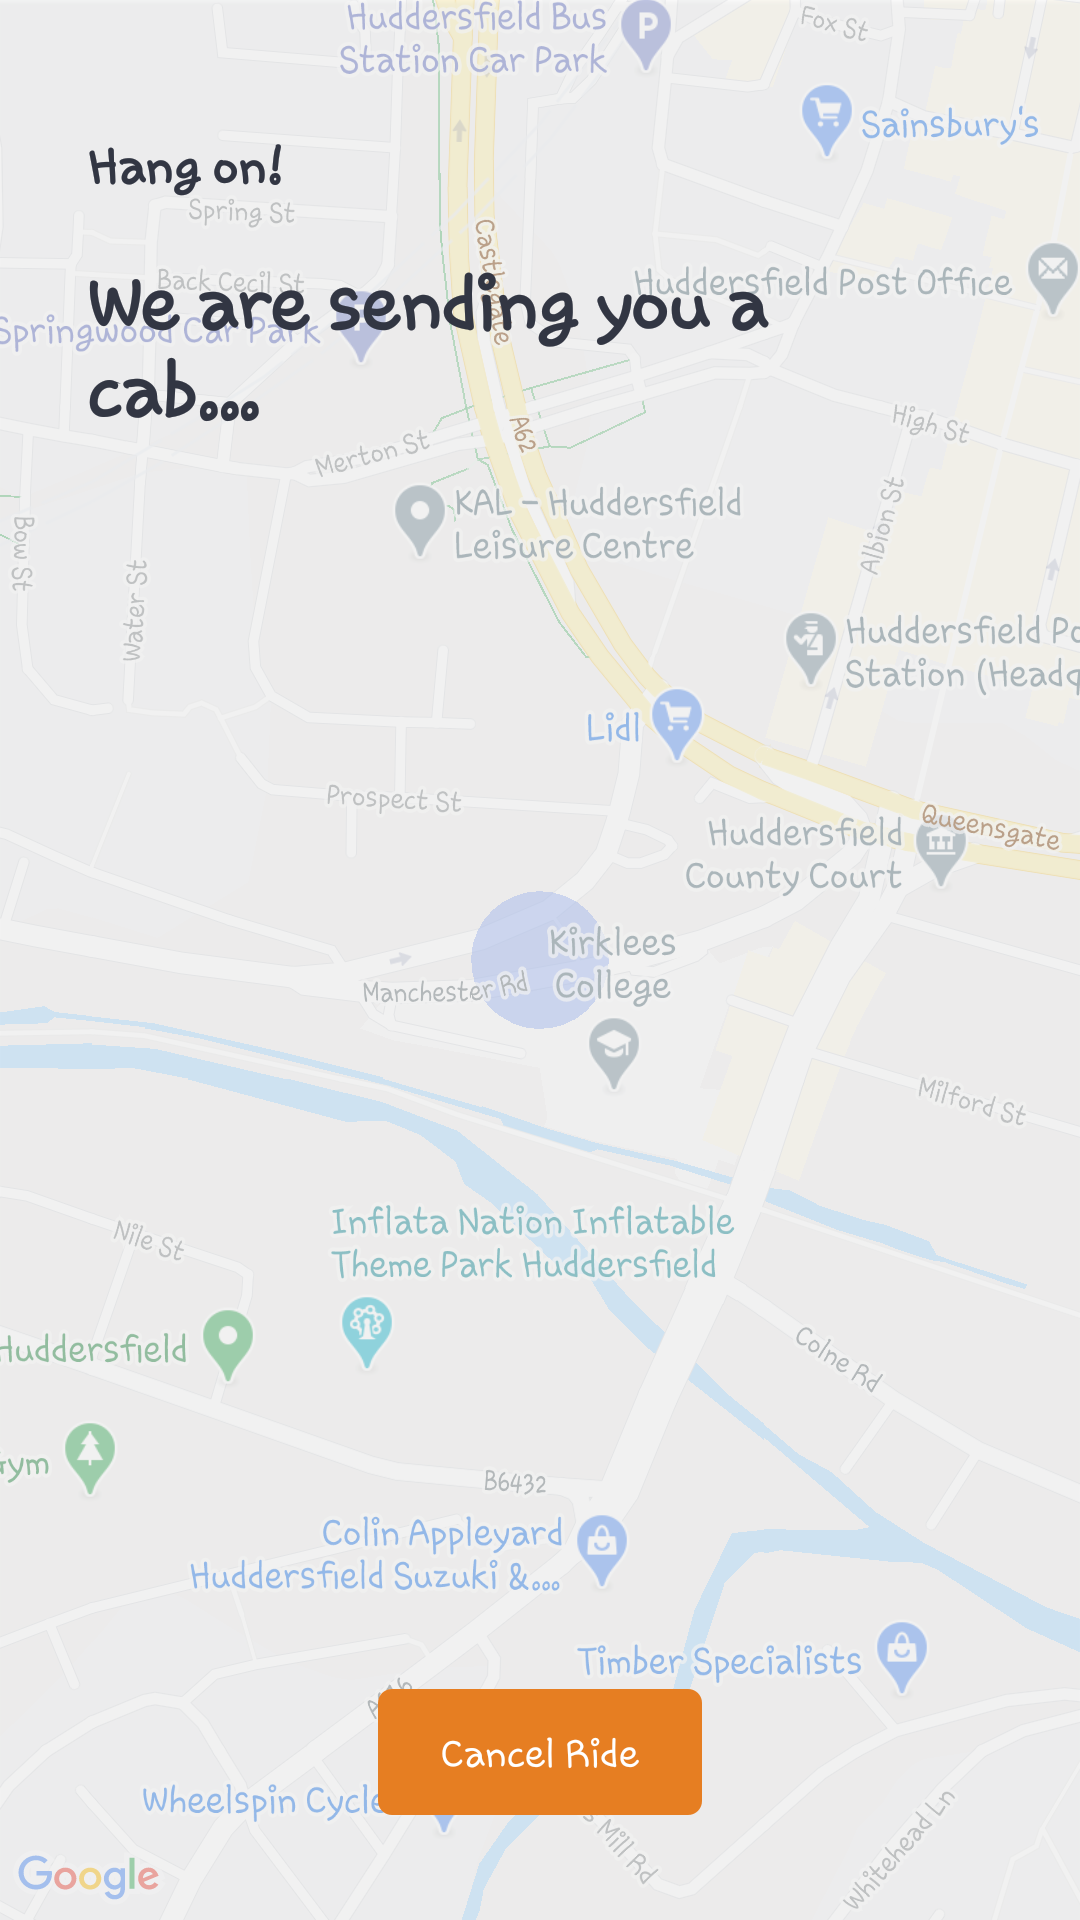 Huddersfield Bus
Station Car Park
Fox St
Sainsbury's
Hang on!
Spring St
Castlegate
Back Cecil St
Huddersfield Post Office
We are sending you a
cab...
Springwood Car Park
A62
High St
Merton St
KAL - Huddersfield
Leisure Centre
Albion St
Bow St
Water St
Huddersfield Po
Station (Headq
Lidl
Prospect St
Queensgate
Huddersfield
County Court
Kirklees
College
Manchester Rd
Milford St
Inflata Nation Inflatable
Theme Park Huddersfield
Nile St
Huddersfield
Colne Rd
Gym
B6432
Colin Appleyard
Huddersfield Suzuki &...
Timber Specialists
Cancel Ride
Wheelspin Cycle
s Mill Rd
Whitehead Ln
Google